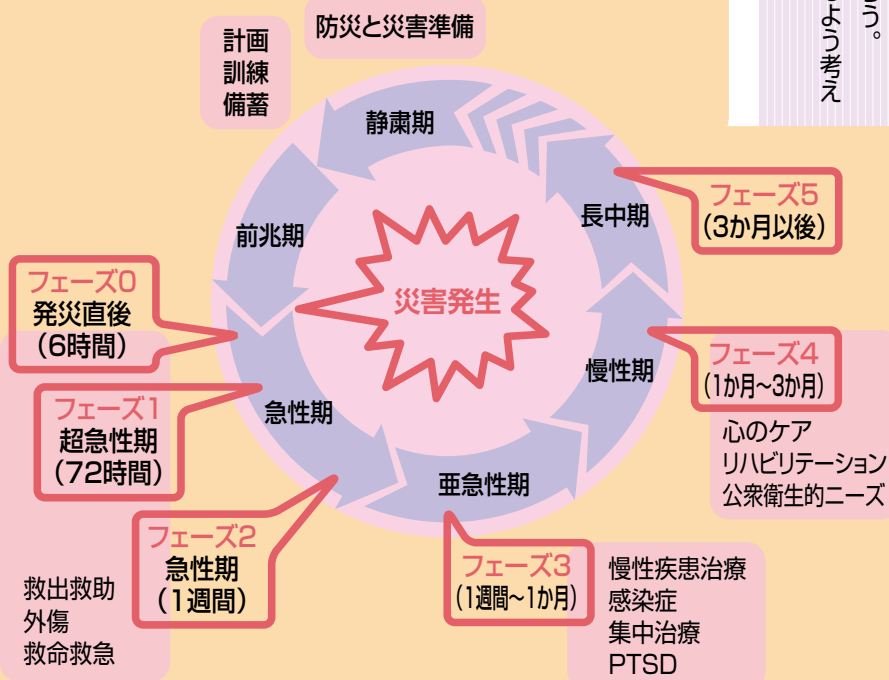 う。
よう考え
防災と災害準備
計画
訓練
備蓄
静粛期
前兆期
長中期
フェーズ5
(3か月以後)
フェーズ0
発災直後
(6時間)
災害発生
フェーズ4
(1か月〜3か月)
慢性期
フェーズ1
超急性期
(72時間)
急性期
心のケア
リハビリテーション
公衆衛生的ニーズ
亜急性期
フェーズ2
急性期
(1週間)
フェーズ3
(1週間〜1か月)
救出救助
外傷
救命救急
慢性疾患治療
感染症
集中治療
PTSD